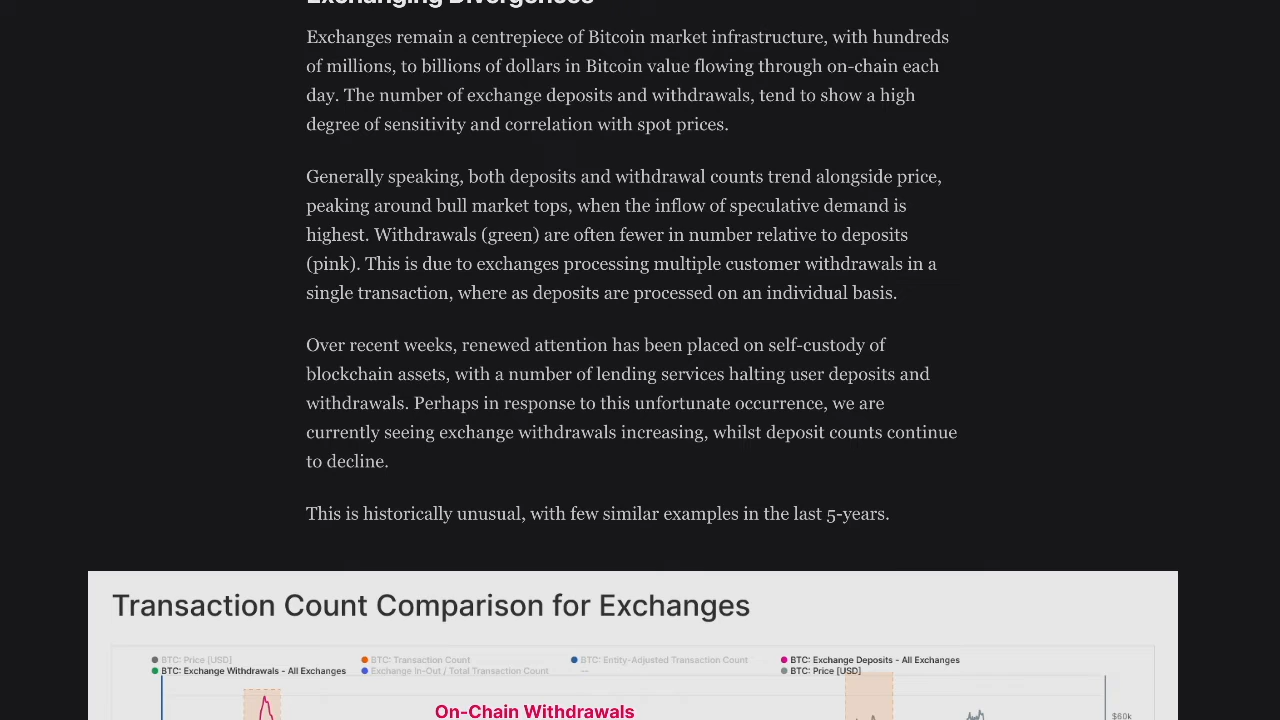 Exchanging Divergences
Exchanges remain a centrepiece of Bitcoin market infrastructure, with hundreds
of millions, to billions of dollars in Bitcoin value flowing through on-chain each
day. The number of exchange deposits and withdrawals, tend to show a high
degree of sensitivity and correlation with spot prices.
Generally speaking, both deposits and withdrawal counts trend alongside price,
peaking around bull market tops, when the inflow of speculative demand is
highest. Withdrawals (green) are often fewer in number relative to deposits
(pink). This is due to exchanges processing multiple customer withdrawals in a
single transaction, where as deposits are processed on an individual basis.
Over recent weeks, renewed attention has been placed on self-custody of
blockchain assets, with a number of lending services halting user deposits and
withdrawals. Perhaps in response to this unfortunate occurrence, we are
currently seeing exchange withdrawals increasing, whilst deposit counts continue
to decline.
This is historically unusual, with few similar examples in the last 5-years.
Transaction Count Comparison for Exchanges
BTC: Price [USD] BTC: Transaction Count BTC: Entity-Adjusted Transaction Count BTC: Exchange Deposits - All Exchanges
BTC: Exchange Withdrawals - All Exchanges Exchange In-Out / Total Transaction Count -- BTC: Price [USD]
On-Chain Withdrawals
$60k